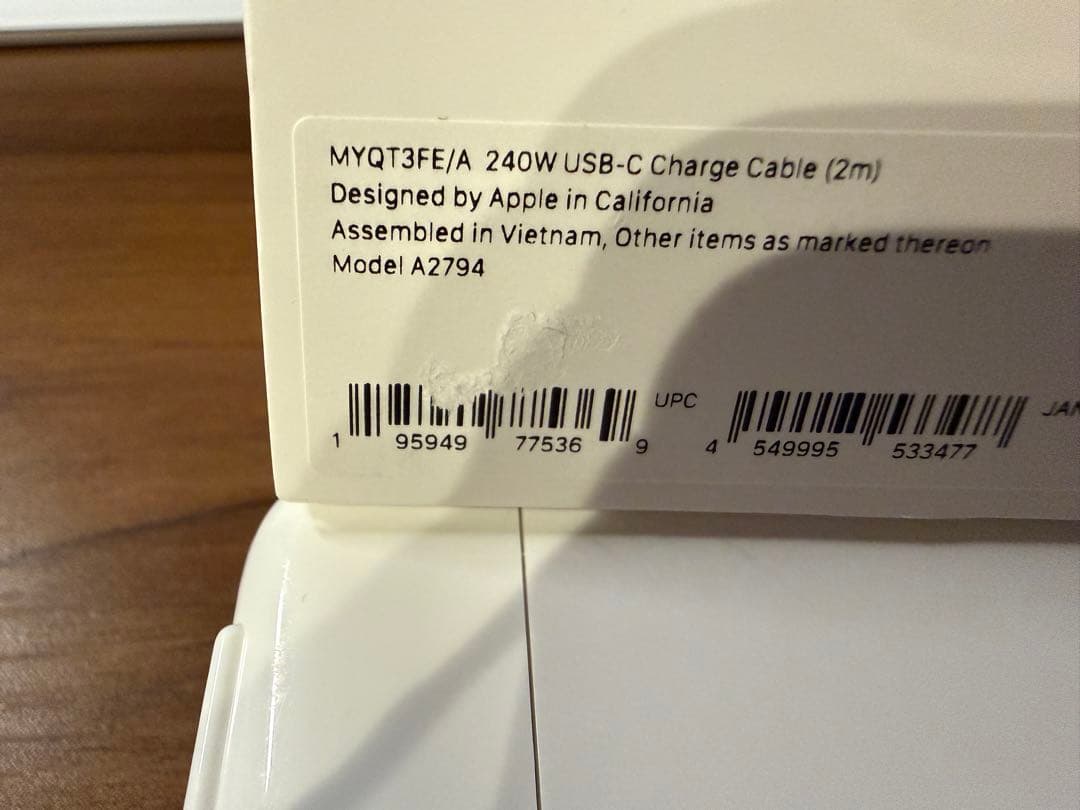 MYQT3FE/A 240W USB-C Charge Cable (2m)
Designed by Apple in California
Assembled in Vietnam, Other items as marked thereon
Model A2794
UPC
1 95949 77536 9
4 549995 533477